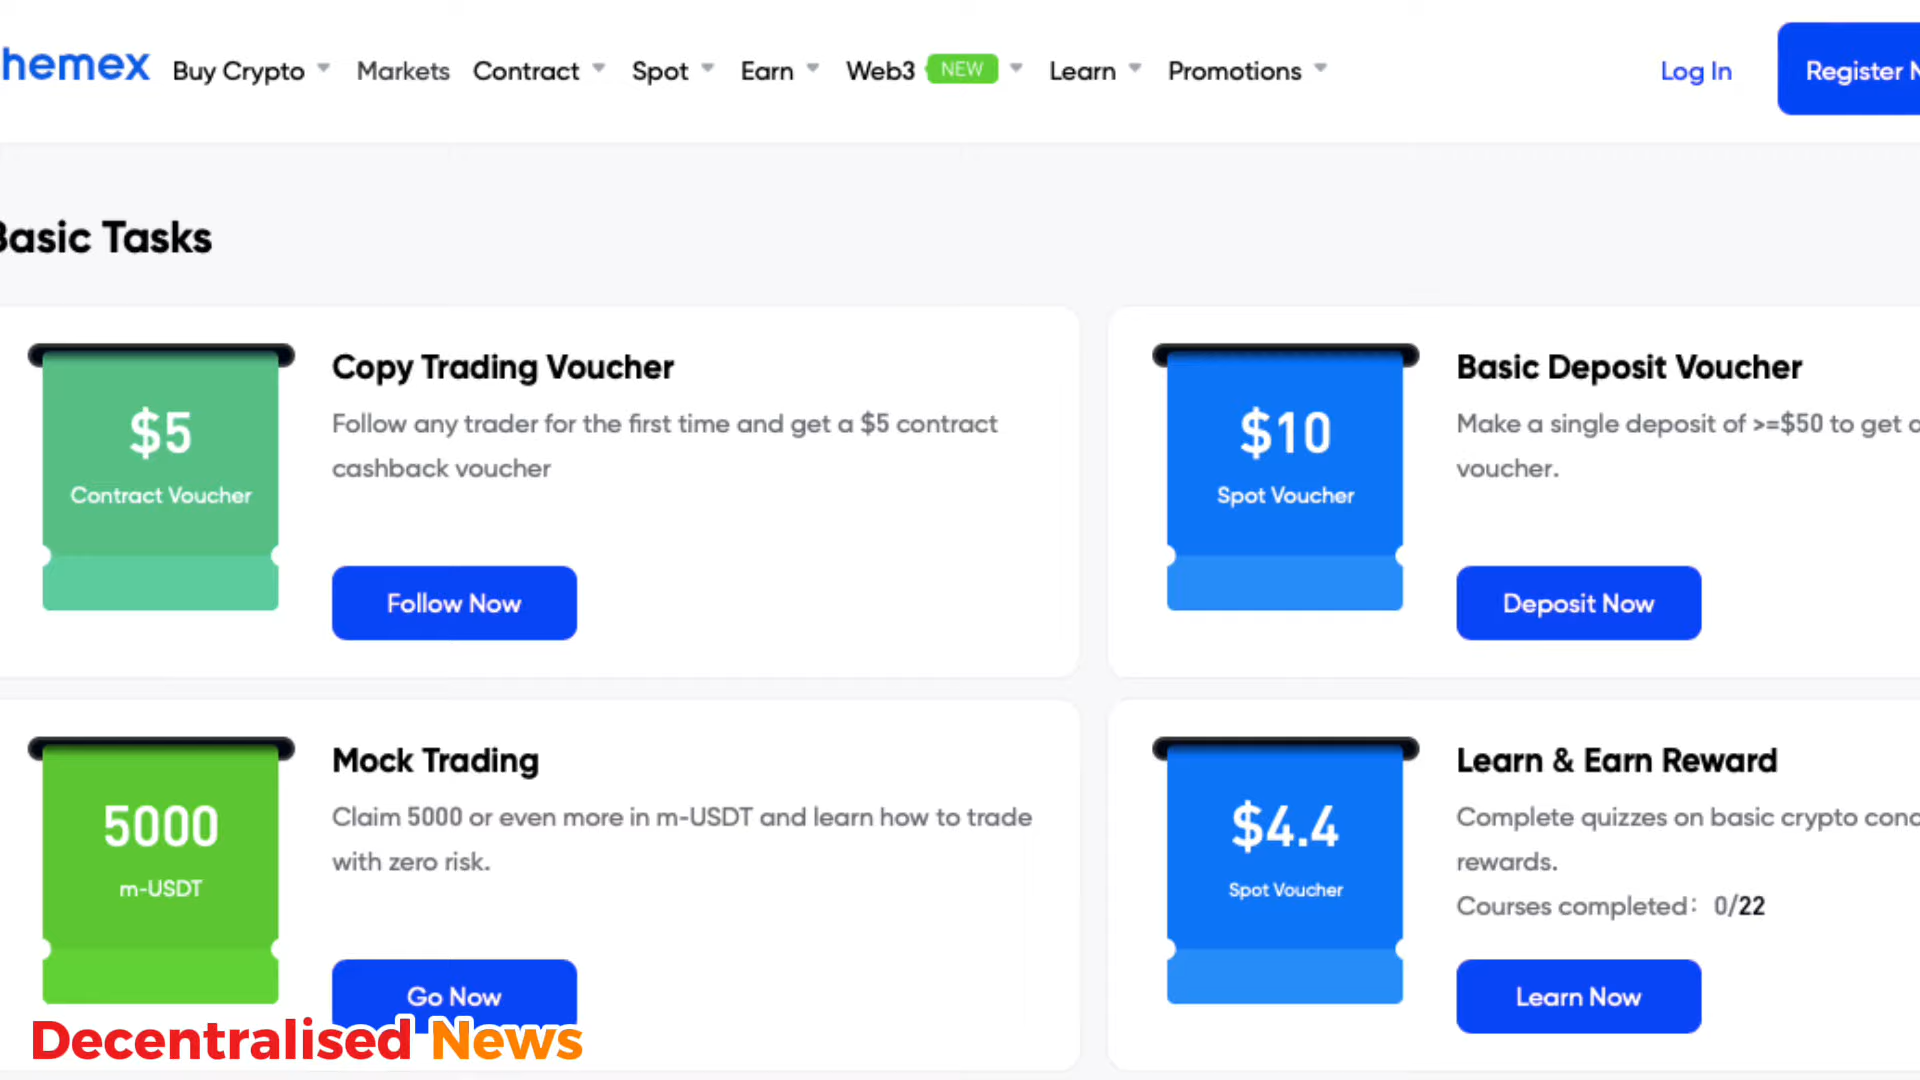 hemex Buy Crypto Markets Contract Spot Earn Web3 NEW Learn Promotions Log In Register
Basic Tasks
$5
Contract Voucher
Copy Trading Voucher
Follow any trader for the first time and get a $5 contract
cashback voucher
Follow Now
$10
Spot Voucher
Basic Deposit Voucher
Make a single deposit of >=$50 to get
voucher.
Deposit Now
5000
m-USDT
Mock Trading
Claim 5000 or even more in m-USDT and learn how to trade
with zero risk.
Go Now
$4.4
Spot Voucher
Learn & Earn Reward
Complete quizzes on basic crypto
rewards.
Courses completed: 0/22
Learn Now
Decentralised News